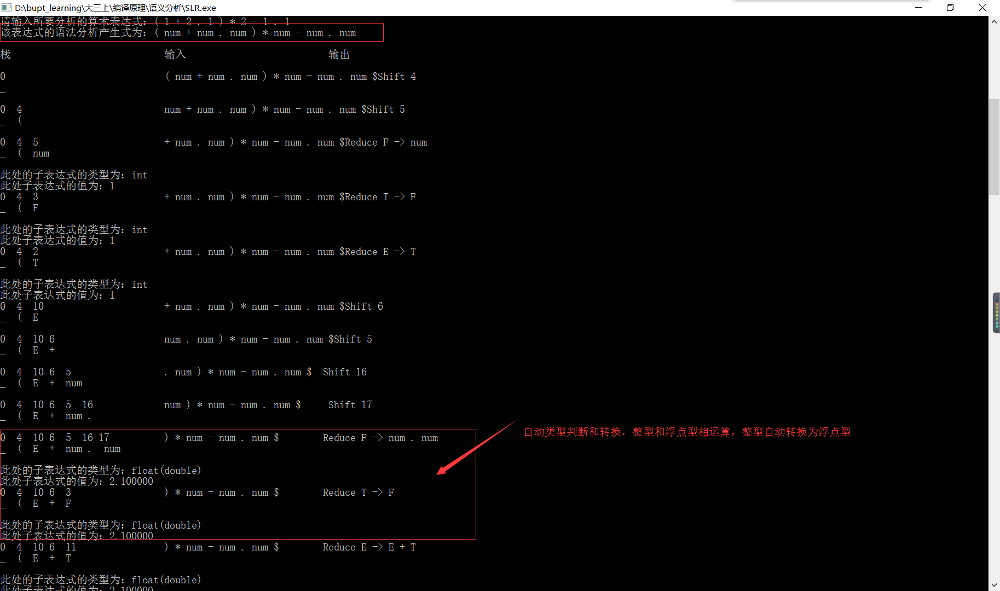 D:\bupt_learning\大三上\编译原理\语义分析\SLR.exe
请输入所要分析的算术表达式：( 1 + 2 . 1 ) * 2 - 1 . 1
该表达式的语法分析产生式为：( num + num . num ) * num - num . num
栈 输入 输出
0 ( num + num . num ) * num - num . num $Shift 4
_
0 4 num + num . num ) * num - num . num $Shift 5
_ (
0 4 5 + num . num ) * num - num . num $Reduce F -> num
_ ( num
此处的子表达式的类型为：int
此处子表达式的值为：1
0 4 3 + num . num ) * num - num . num $Reduce T -> F
_ ( F
此处的子表达式的类型为：int
此处子表达式的值为：1
0 4 2 + num . num ) * num - num . num $Reduce E -> T
_ ( T
此处的子表达式的类型为：int
此处子表达式的值为：1
0 4 10 + num . num ) * num - num . num $Shift 6
_ ( E
0 4 10 6 num . num ) * num - num . num $Shift 5
_ ( E +
0 4 10 6 5 . num ) * num - num . num $ Shift 16
_ ( E + num
0 4 10 6 5 16 num ) * num - num . num $ Shift 17
_ ( E + num .
自动类型判断和转换，整型和浮点型相运算，整型自动转换为浮点型
0 4 10 6 5 16 17 ) * num - num . num $ Reduce F -> num . num
_ ( E + num . num
此处的子表达式的类型为：float(double)
此处子表达式的值为：2.100000
0 4 10 6 3 ) * num - num . num $ Reduce T -> F
_ ( E + F
此处的子表达式的类型为：float(double)
此处子表达式的值为：2.100000
0 4 10 6 11 ) * num - num . num $ Reduce E -> E + T
_ ( E + T
此处的子表达式的类型为：float(double)
此处子表达式的值为：2.100000